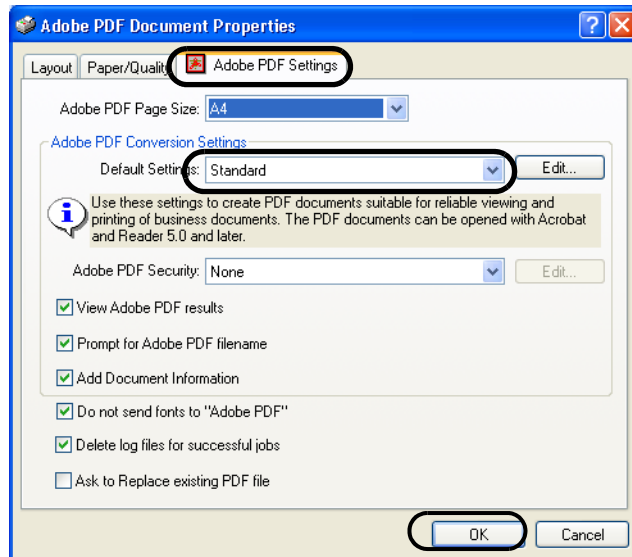 Adobe PDF Document Properties
Layout Paper/Quality Adobe PDF Settings
Adobe PDF Page Size: A4
Adobe PDF Conversion Settings
Default Settings: Standard Edit...
Use these settings to create PDF documents suitable for reliable viewing and
printing of business documents. The PDF documents can be opened with Acrobat
and Reader 5.0 and later.
Adobe PDF Security: None Edit...
View Adobe PDF results
Prompt for Adobe PDF filename
Add Document Information
Do not send fonts to "Adobe PDF"
Delete log files for successful jobs
Ask to Replace existing PDF file
OK Cancel